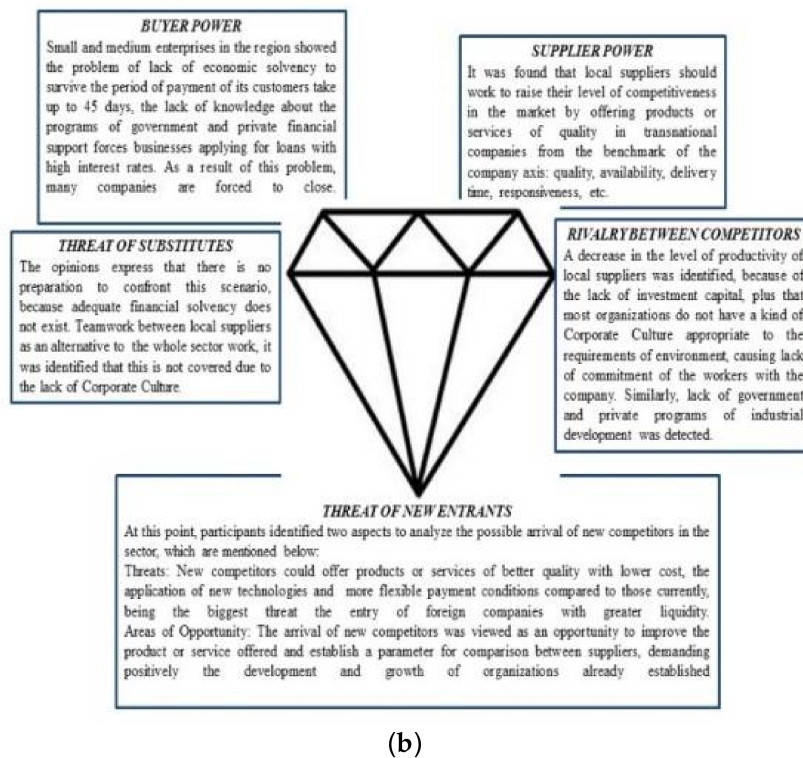 BUYER POWER
Small and medium enterprises in the region showed
the problem of lack of economic solvency to
survive the period of payment of its customers take
up to 45 days, the lack of knowledge about the
programs of government and private financial
support forces businesses applying for loans with
high interest rates. As a result of this problem,
many companies are forced to close.
SUPPLIER POWER
It was found that local suppliers should
work to raise their level of competitiveness
in the market by offering products or
services of quality in transnational
companies from the benchmark of the
company axis: quality, availability, delivery
time, responsiveness, etc.
THREAT OF SUBSTITUTES
The opinions express that there is no
preparation to confront this scenario,
because adequate financial solvency does
not exist. Teamwork between local suppliers
as an alternative to the whole sector work, it
was identified that this is not covered due to
the lack of Corporate Culture.
RIVALRY BETWEEN COMPETITORS
A decrease in the level of productivity of
local suppliers was identified, because of
the lack of investment capital, plus that
most organizations do not have a kind of
Corporate Culture appropriate to the
requirements of environment, causing lack
of commitment of the workers with the
company. Similarly, lack of government
and private programs of industrial
development was detected.
THREAT OF NEW ENTRANTS
At this point, participants identified two aspects to analyze the possible arrival of new competitors in the
sector, which are mentioned below:
Threats: New competitors could offer products or services of better quality with lower cost, the
application of new technologies and more flexible payment conditions compared to those currently,
being the biggest threat the entry of foreign companies with greater liquidity.
Areas of Opportunity: The arrival of new competitors was viewed as an opportunity to improve the
product or service offered and establish a parameter for comparison between suppliers, demanding
positively the development and growth of organizations already established
(b)